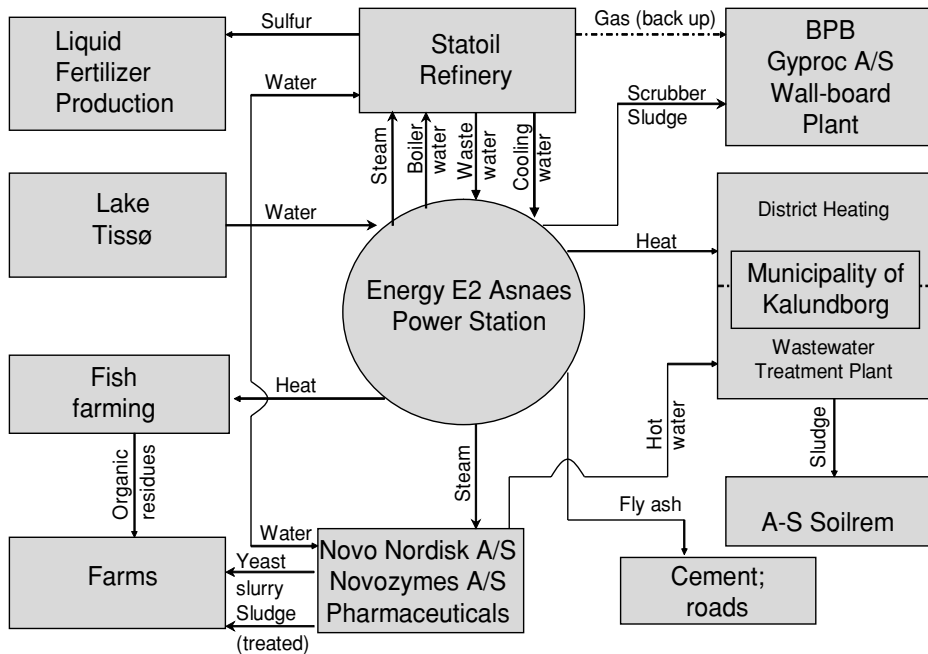 Liquid
Fertilizer
Production
Sulfur
Statoil
Refinery
Gas (back up)
BPB
Gyproc A/S
Wall-board
Plant
Water
Scrubber
Sludge
Steam
Boiler
water
Waste
water
Cooling
water
Lake
Tissø
Water
District Heating
Heat
Municipality of
Kalundborg
Wastewater
Treatment Plant
Energy E2 Asnaes
Power Station
Fish
farming
Heat
Organic
residues
Steam
Hot
water
Sludge
Fly ash
A-S Soilrem
Water
Farms
Yeast
slurry
Sludge
(treated)
Novo Nordisk A/S
Novozymes A/S
Pharmaceuticals
Cement;
roads